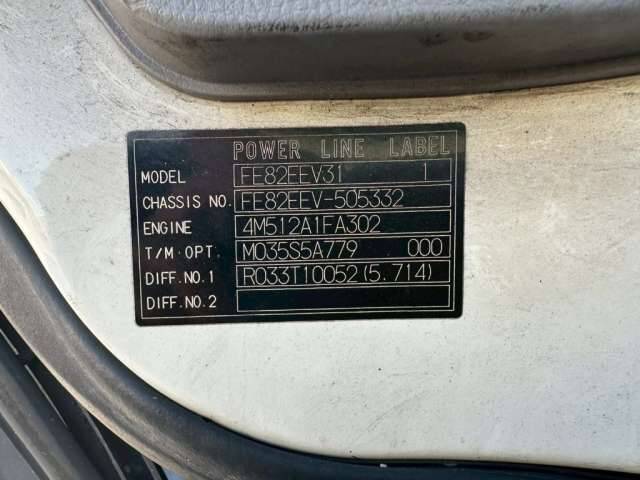 POWER LINE LABEL
MODEL FE82EEV31 1
CHASSIS NO. FE82EEV-505332
ENGINE 4M512A1FA302
T/M·OPT. M035S5A779 000
DIFF.NO.1 R033T10052(5.714)
DIFF.NO.2